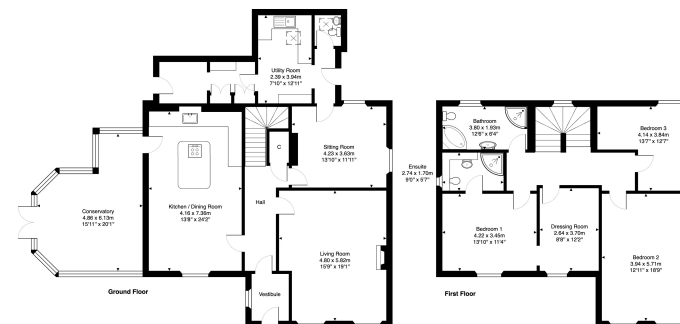 Utility Room
2.39 x 3.94m
7'10" x 12'11"
C
Sitting Room
4.23 x 3.63m
13'10" x 11'11"
Kitchen / Dining Room
4.16 x 7.36m
13'8" x 24'2"
Conservatory
4.86 x 6.13m
15'11" x 20'1"
Hall
Living Room
4.80 x 5.82m
15'9" x 19'1"
Vestibule
Ground Floor
Bathroom
3.80 x 1.93m
12'6" x 6'4"
Bedroom 3
4.14 x 3.84m
13'7" x 12'7"
Ensuite
2.74 x 1.70m
9'0" x 5'7"
Bedroom 1
4.22 x 3.45m
13'10" x 11'4"
Dressing Room
2.64 x 3.70m
8'8" x 12'2"
Bedroom 2
3.94 x 5.71m
12'11" x 18'9"
First Floor